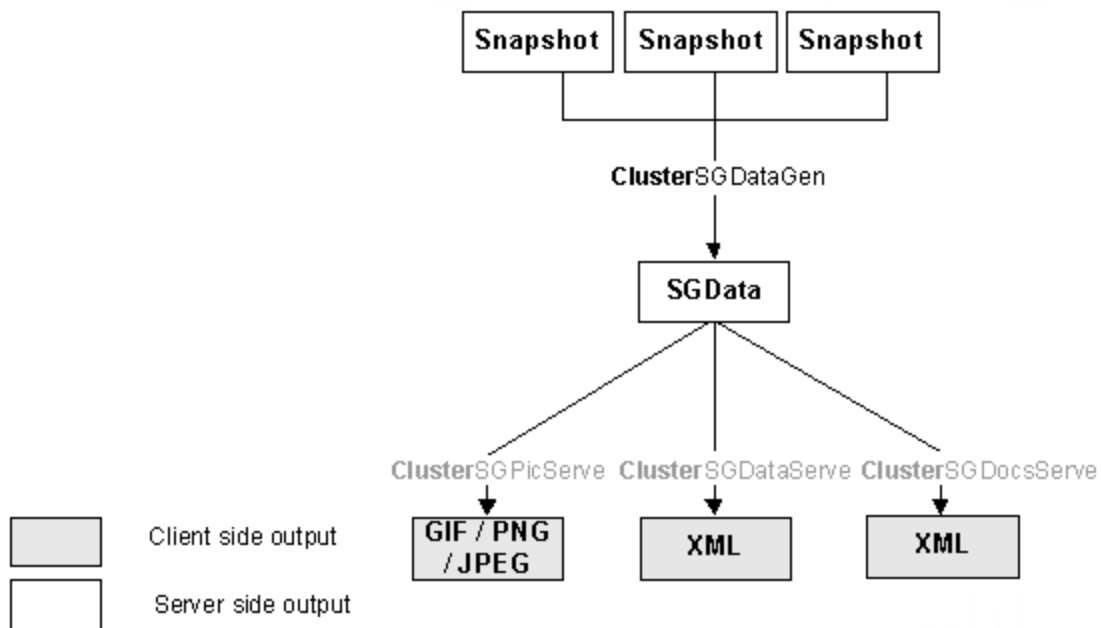 Snapshot
Snapshot
Snapshot
ClusterSGDataGen
SGData
ClusterSGPicServe
ClusterSGDataServe
ClusterSGDocsServe
GIF / PNG
/ JPEG
XML
XML
Client side output
Server side output